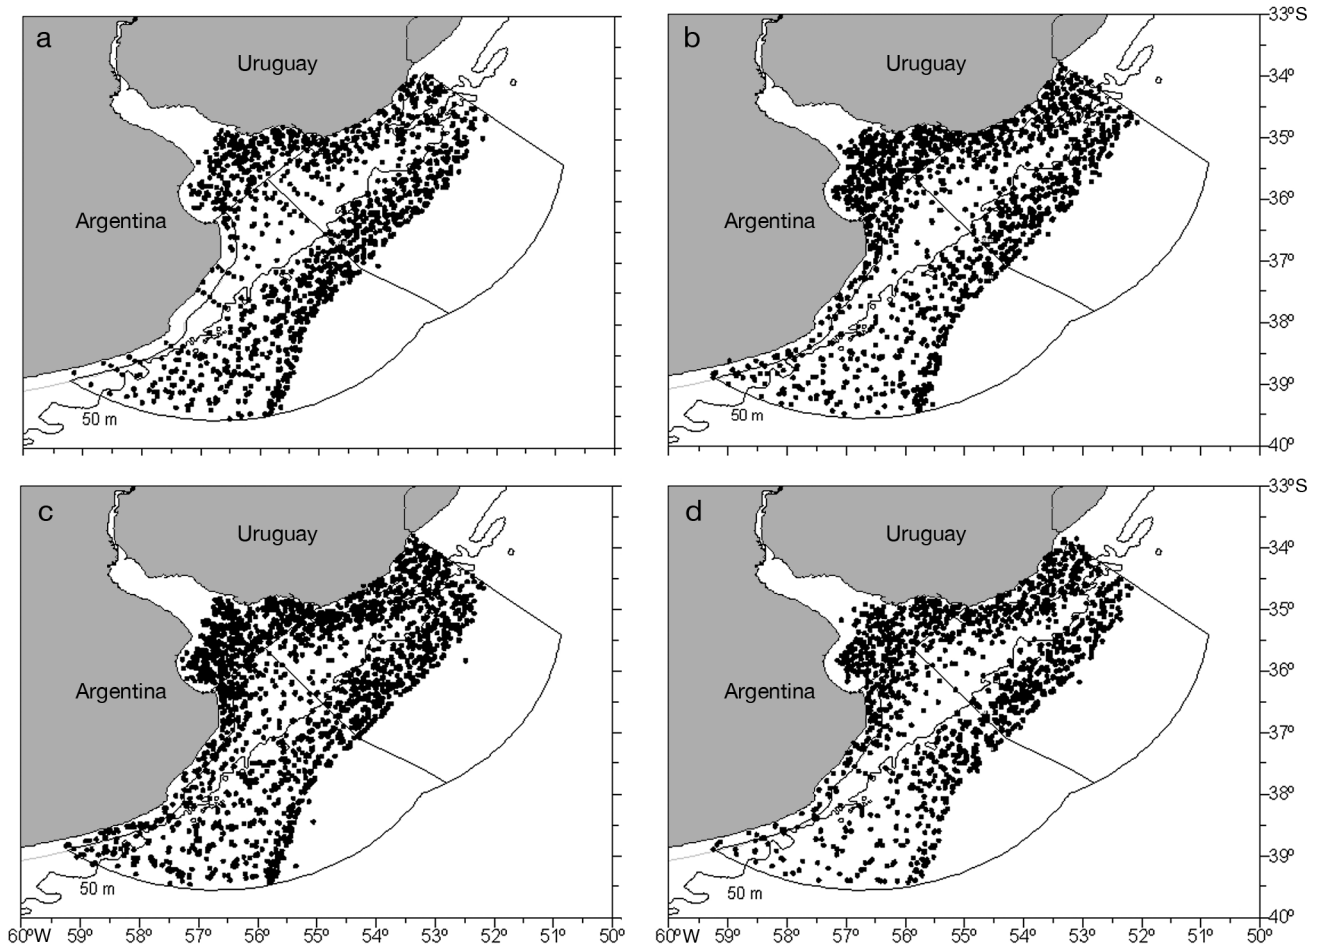 a
Uruguay
Argentina
50 m
b
Uruguay
Argentina
50 m
33ºS
34º
35º
36º
37º
38º
39º
40º
c
Uruguay
Argentina
50 m
60ºW 59º 58º 57º 56º 55º 54º 53º 52º 51º 50º
d
Uruguay
Argentina
50 m
33ºS
34º
35º
36º
37º
38º
39º
40º
60ºW 59º 58º 57º 56º 55º 54º 53º 52º 51º 50º